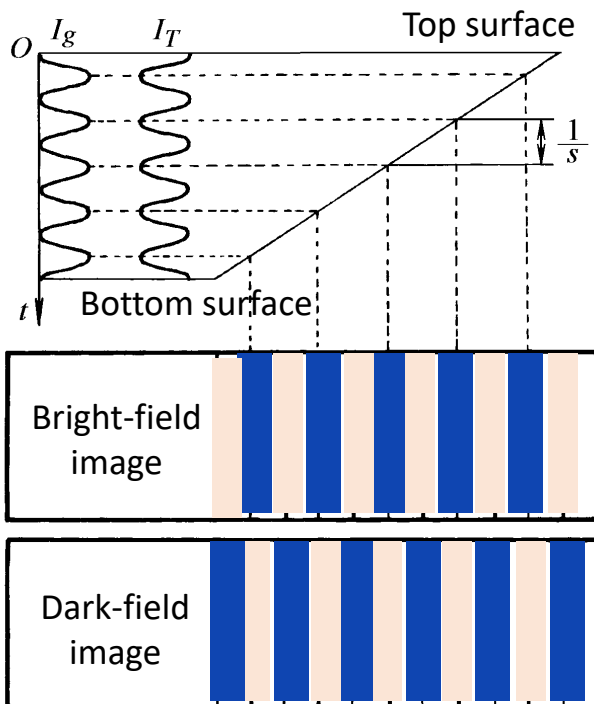 Top surface
I_g
I_T
O
1
s
t
Bottom surface
Bright-field
image
Dark-field
image